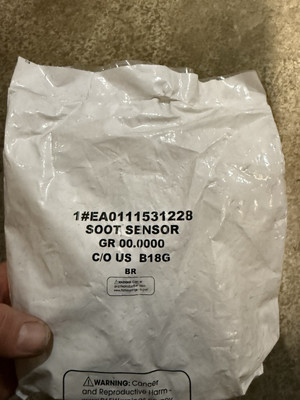 1#EA0111531228
SOOT SENSOR
GR 00.0000
C/O US B18G
BR
⚠WARNING: Cancer
and Reproductive Harm -